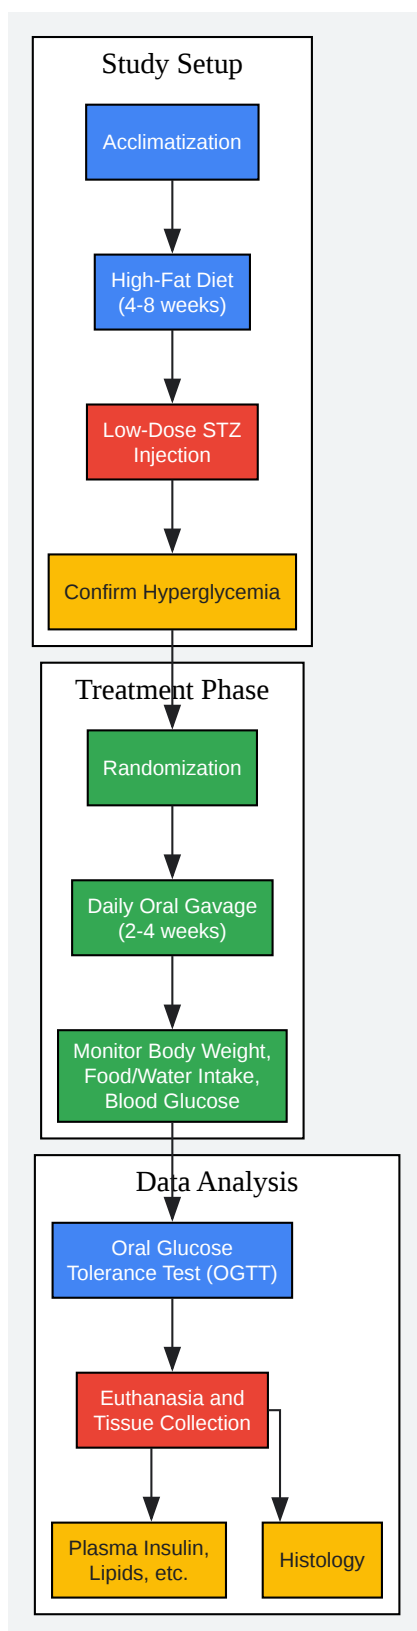 Study Setup
Acclimatization
High-Fat Diet
(4-8 weeks)
Low-Dose STZ
Injection
Confirm Hyperglycemia
Treatment Phase
Randomization
Daily Oral Gavage
(2-4 weeks)
Monitor Body Weight,
Food/Water Intake,
Blood Glucose
Data Analysis
Oral Glucose
Tolerance Test (OGTT)
Euthanasia and
Tissue Collection
Plasma Insulin,
Lipids, etc.
Histology